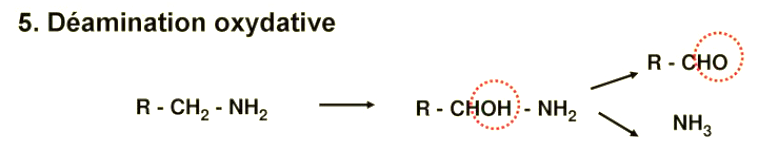 5. Déamination oxydative
R - CHO
R - CH₂ - NH₂
R - CHOH - NH₂
NH₃